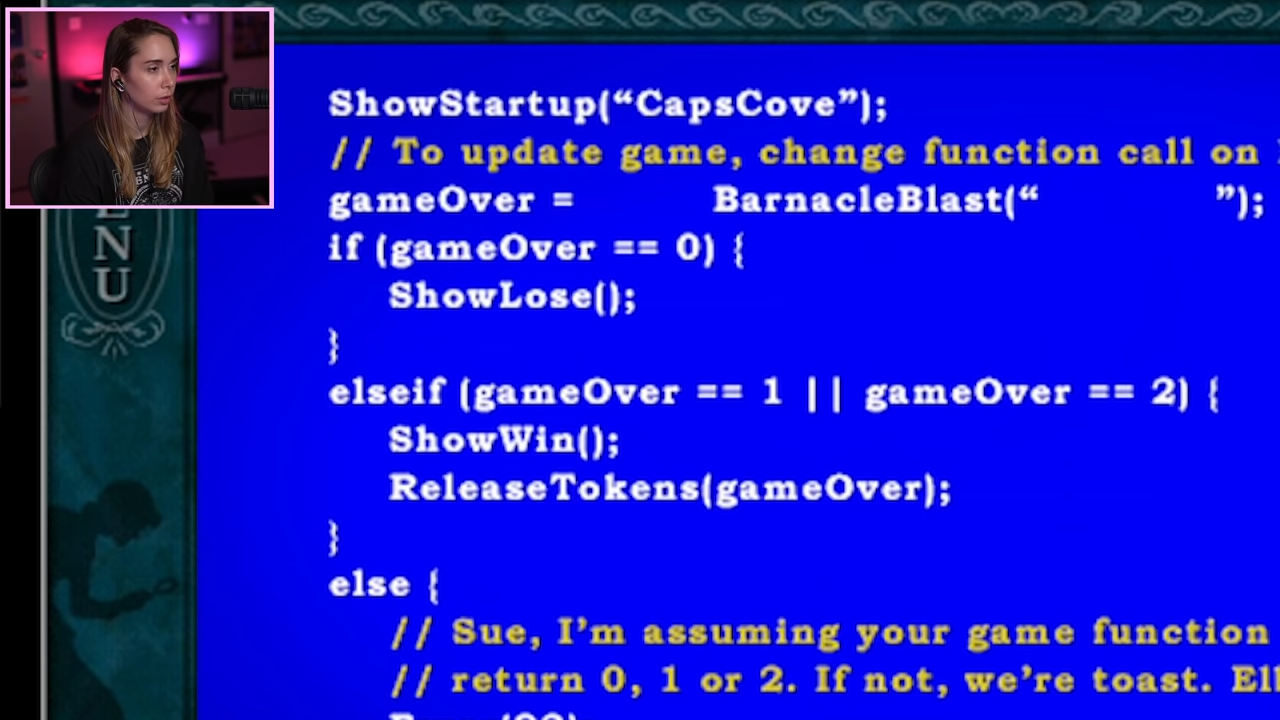 ShowStartup(“CapsCove”);
// To update game, change function call on
gameOver = BarnacleBlast(“ ”);
if (gameOver == 0) {
ShowLose();
}
elseif (gameOver == 1 || gameOver == 2) {
ShowWin();
ReleaseTokens(gameOver);
}
else {
// Sue, I’m assuming your game function
// return 0, 1 or 2. If not, we’re toast.
NU